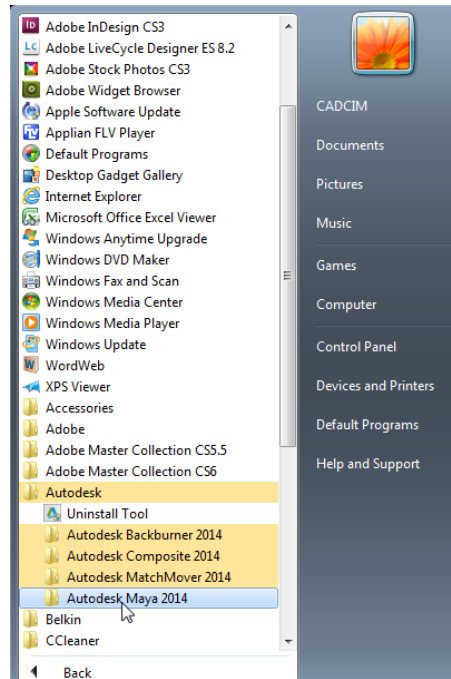 Adobe InDesign CS3
Adobe LiveCycle Designer ES 8.2
Adobe Stock Photos CS3
Adobe Widget Browser
Apple Software Update
Applian FLV Player
Default Programs
Desktop Gadget Gallery
Internet Explorer
Microsoft Office Excel Viewer
Windows Anytime Upgrade
Windows DVD Maker
Windows Fax and Scan
Windows Media Center
Windows Media Player
Windows Update
WordWeb
XPS Viewer
Accessories
Adobe
Adobe Master Collection CS5.5
Adobe Master Collection CS6
Autodesk
Uninstall Tool
Autodesk Backburner 2014
Autodesk Composite 2014
Autodesk MatchMover 2014
Autodesk Maya 2014
Belkin
CCleaner
Back
CADCIM
Documents
Pictures
Music
Games
Computer
Control Panel
Devices and Printers
Default Programs
Help and Support